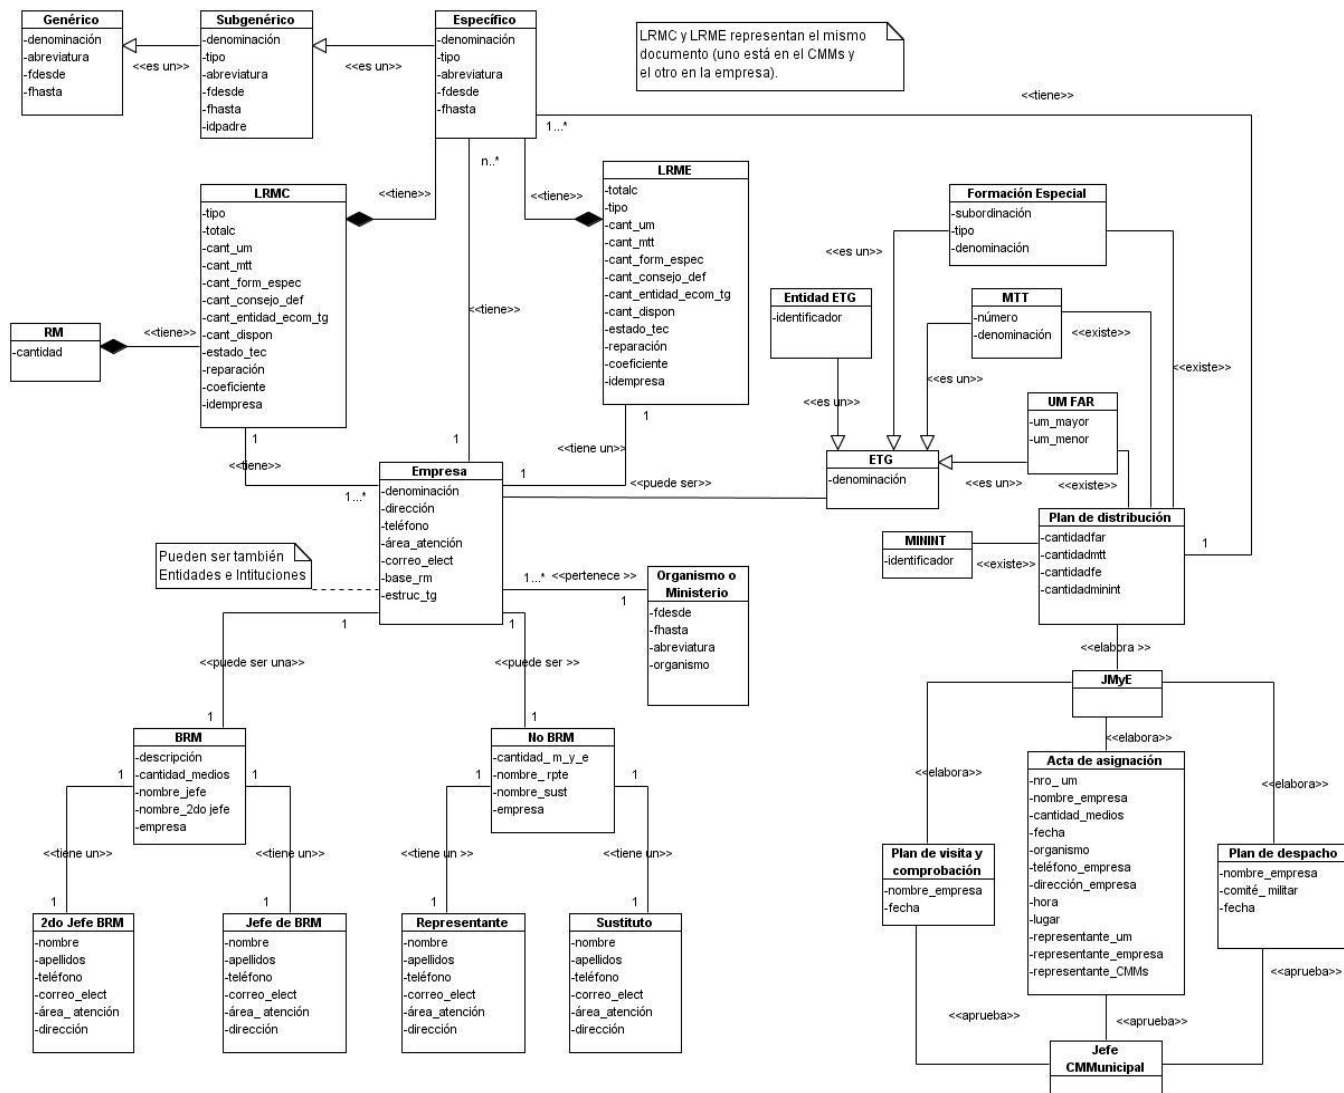 Genérico
-denominación
-abreviatura
-fdesde
-fhasta
<<es un>>
Subgenérico
-denominación
-tipo
-abreviatura
-fdesde
-fhasta
-idpadre
<<es un>>
Específico
-denominación
-tipo
-abreviatura
-fdesde
-fhasta
LRMC y LRME representan el mismo
documento (uno está en el CMMs y
el otro en la empresa).
<<tiene>>
1...*
n..*
LRMC
-tipo
-totalc
-cant_um
-cant_mtt
-cant_form_espec
-cant_consejo_def
-cant_entidad_ecom_tg
-cant_dispon
-estado_tec
-reparación
-coeficiente
-idempresa
<<tiene>>
<<tiene>>
LRME
-totalc
-tipo
-cant_um
-cant_mtt
-cant_form_espec
-cant_consejo_def
-cant_entidad_ecom_tg
-cant_dispon
-estado_tec
-reparación
-coeficiente
-idempresa
RM
-cantidad
<<tiene>>
<<tiene>>
Formación Especial
-subordinación
-tipo
-denominación
<<es un>>
Entidad ETG
-identificador
<<es un>>
MTT
-número
-denominación
<<existe>>
<<es un>>
<<existe>>
UM FAR
-um_mayor
-um_menor
<<es un>>
<<existe>>
ETG
-denominación
1
<<tiene>>
1...*
1
1
<<tiene un>>
1
<<puede ser>>
Empresa
-denominación
-dirección
-teléfono
-área_atención
-correo_elect
-base_rm
-estruc_tg
Pueden ser también
Entidades e Intituciones
1...*
<<pertenece >>
1
Organismo o
Ministerio
-fdesde
-fhasta
-abreviatura
-organismo
MININT
-identificador
<<existe>>
Plan de distribución
-cantidadfar
-cantidadmtt
-cantidadfe
-cantidadminint
1
<<elabora >>
JMyE
1
<<puede ser una>>
1
1
<<puede ser >>
1
BRM
-descripción
-cantidad_medios
-nombre_jefe
-nombre_2do jefe
-empresa
1
1
<<tiene un>>
<<tiene un>>
1
1
No BRM
-cantidad_ m_y_e
-nombre_ rpte
-nombre_sust
-empresa
1
1
<<tiene un >>
<<tiene un>>
1
1
2do Jefe BRM
-nombre
-apellidos
-teléfono
-correo_elect
-área_ atención
-dirección
Jefe de BRM
-nombre
-apellidos
-teléfono
-correo_elect
-área_ atención
-dirección
Representante
-nombre
-apellidos
-teléfono
-correo_elect
-área_atención
-dirección
Sustituto
-nombre
-apellidos
-teléfono
-correo_elect
-área_atención
-dirección
<<elabora>>
<<elabora>>
<<elabora>>
Plan de visita y
comprobación
-nombre_empresa
-fecha
Acta de asignación
-nro_ um
-nombre_empresa
-cantidad_medios
-fecha
-organismo
-teléfono_empresa
-dirección_empresa
-hora
-lugar
-representante_um
-representante_empresa
-representante_CMMs
Plan de despacho
-nombre_empresa
-comité_ militar
-fecha
<<aprueba>>
<<aprueba>>
<<aprueba>>
Jefe
CMMunicipal